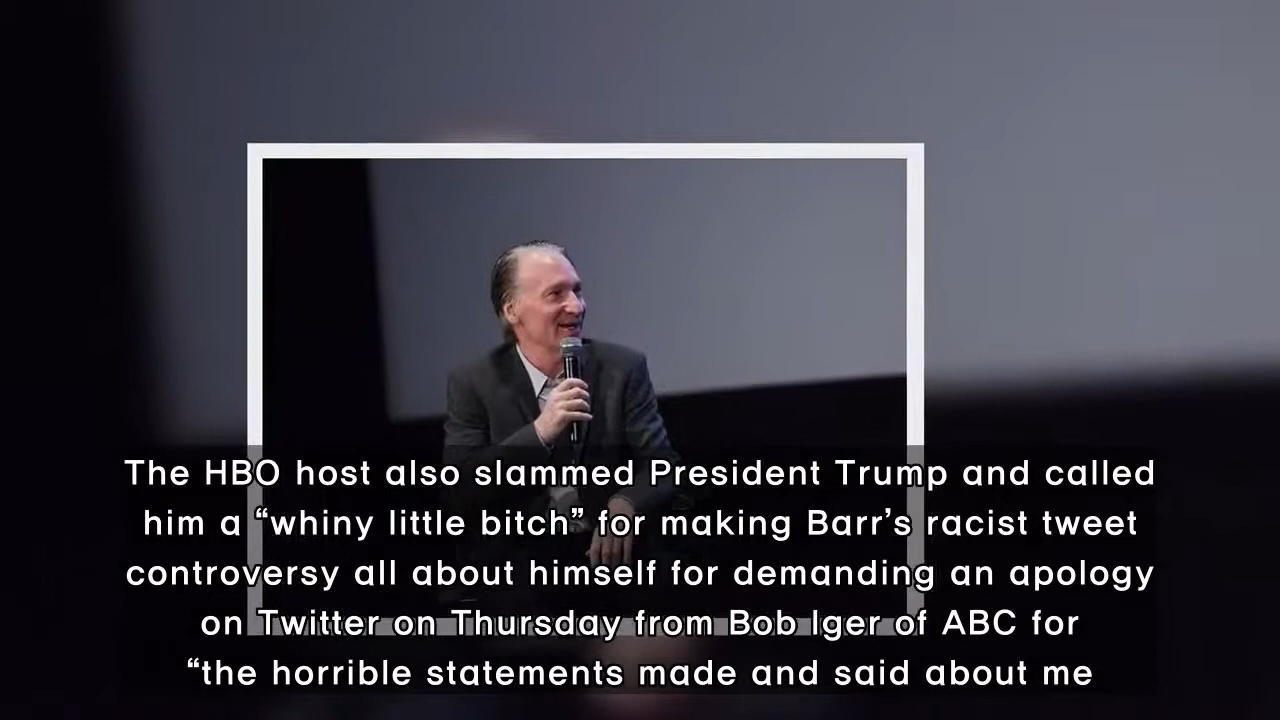 The HBO host also slammed President Trump and called
him a “whiny little bitch” for making Barr’s racist tweet
controversy all about himself for demanding an apology
on Twitter on Thursday from Bob Iger of ABC for
“the horrible statements made and said about me